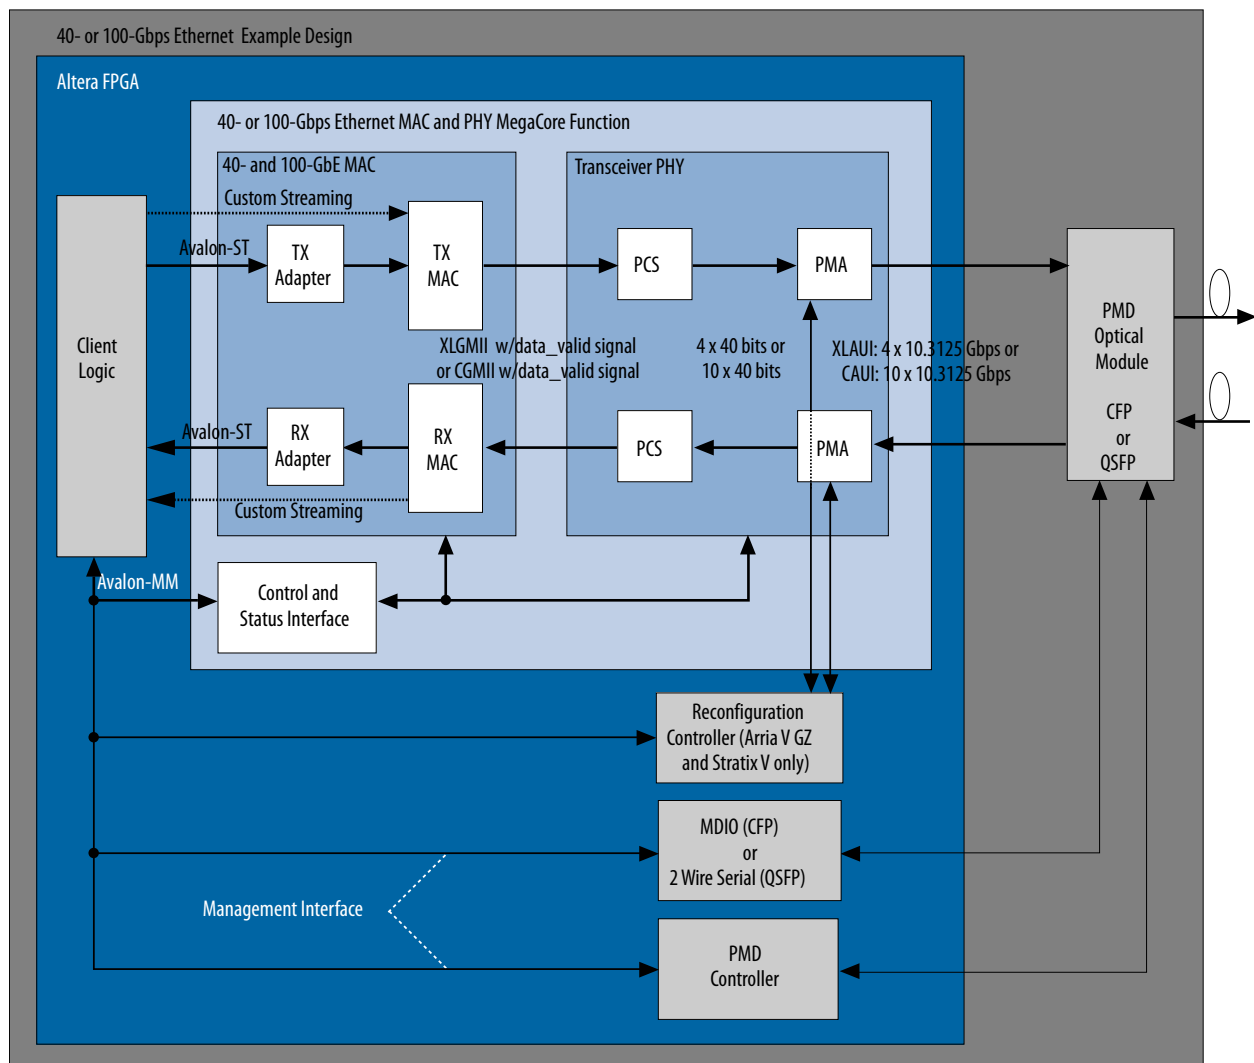 40- or 100-Gbps Ethernet Example Design
Altera FPGA
40- or 100-Gbps Ethernet MAC and PHY MegaCore Function
40- and 100-GbE MAC
Transceiver PHY
Custom Streaming
Avalon-ST
TX
Adapter
TX
MAC
PCS
PMA
Client
Logic
XLGMII w/data_valid signal
or CGMII w/data_valid signal
4 x 40 bits or
10 x 40 bits
XLAUI: 4 x 10.3125 Gbps or
CAUI: 10 x 10.3125 Gbps
PMD
Optical
Module
CFP
or
QSFP
Avalon-ST
RX
Adapter
RX
MAC
PCS
PMA
Custom Streaming
Avalon-MM
Control and
Status Interface
Reconfiguration
Controller (Arria V GZ
and Stratix V only)
MDIO (CFP)
or
2 Wire Serial (QSFP)
Management Interface
PMD
Controller